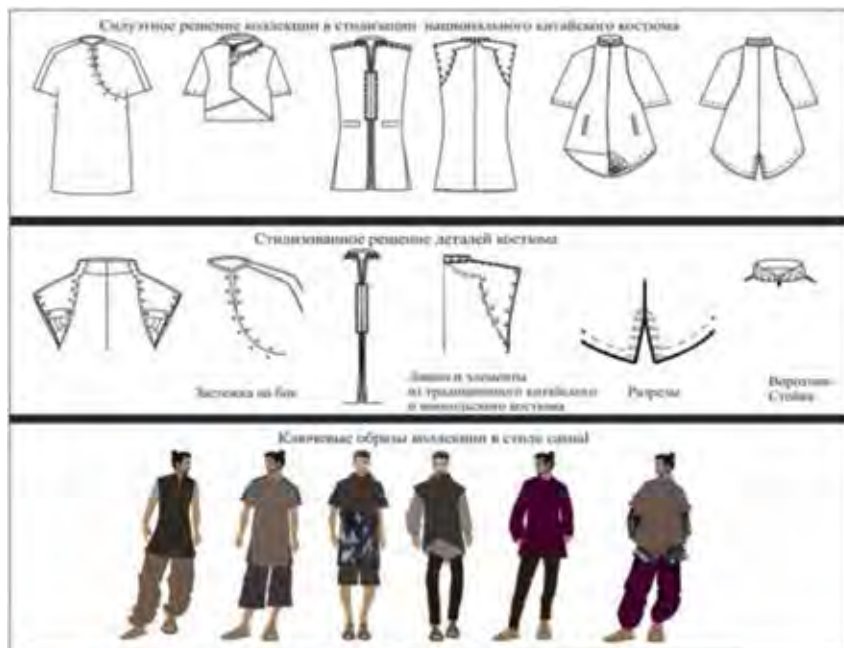 Силуэтное решение коллекции в стилизации национального китайского костюма
Стилизованное решение деталей костюма
Застежка на бок
Линии и элементы
из традиционного китайского
и монгольского костюма
Разрезы
Воротник-
Стойка
Ключевые образы коллекции в стиле casual